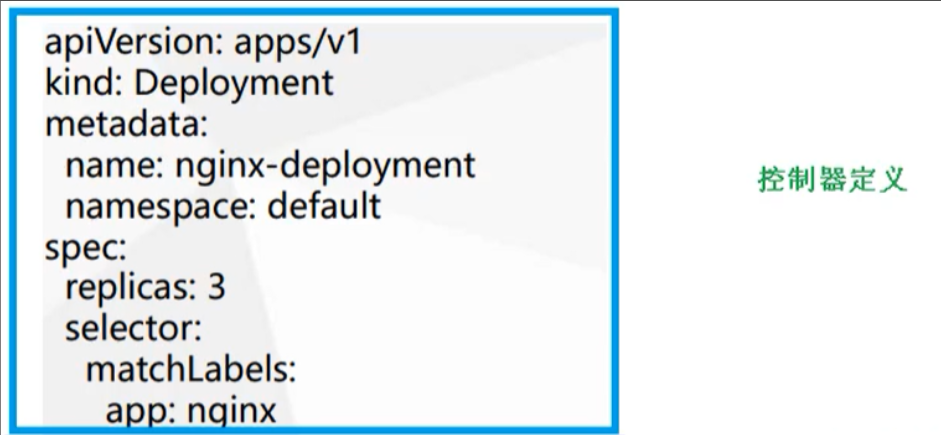 apiVersion: apps/v1
kind: Deployment
metadata:
  name: nginx-deployment
  namespace: default
spec:
  replicas: 3
  selector:
    matchLabels:
      app: nginx
控制器定义